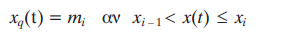 x_q(t) = m_i αν x_{i-1} < x(t) ≤ x_i